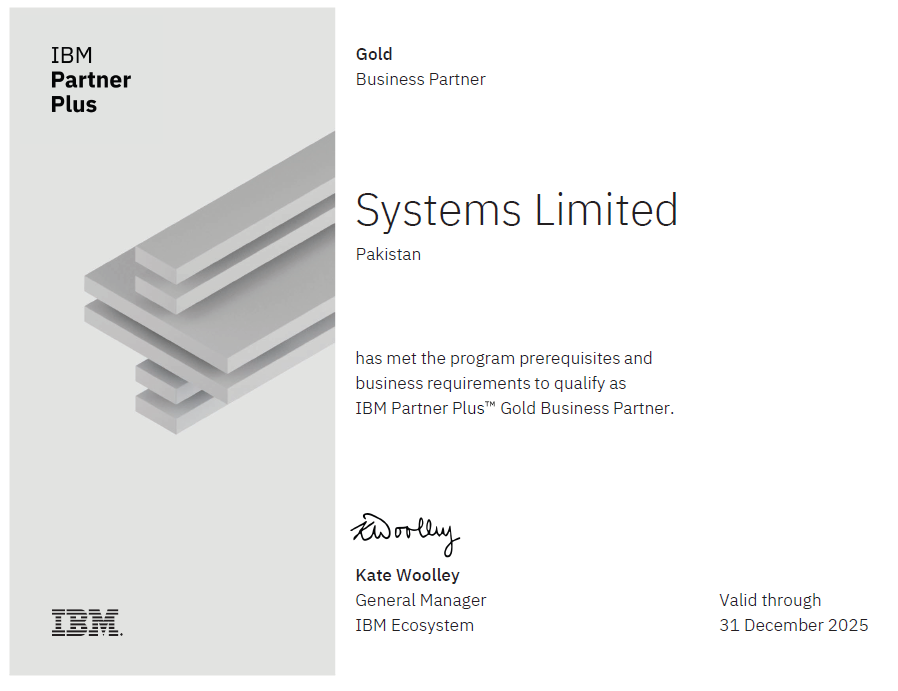 IBM
Partner
Plus
Gold
Business Partner
Systems Limited
Pakistan
has met the program prerequisites and
business requirements to qualify as
IBM Partner Plus™ Gold Business Partner.
KWoolley
Kate Woolley
General Manager
IBM Ecosystem
Valid through
31 December 2025
IBM.